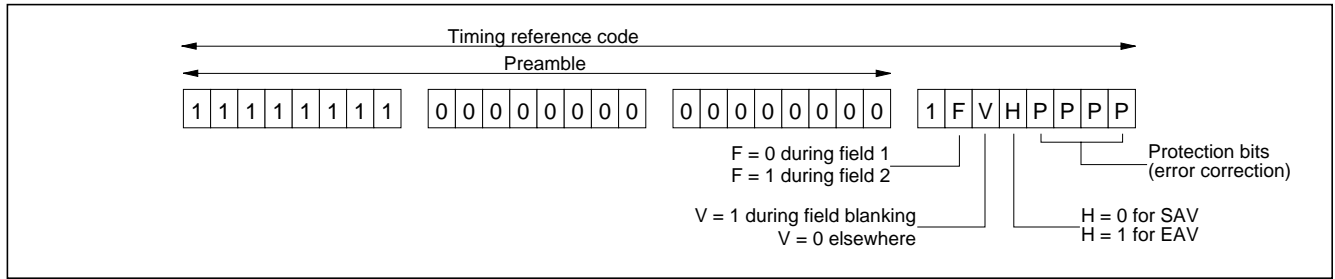 Timing reference code
Preamble
1 1 1 1 1 1 1 1 0 0 0 0 0 0 0 0 0 0 0 0 0 0 0 0 1 F V H P P P P
F = 0 during field 1
F = 1 during field 2
Protection bits
(error correction)
V = 1 during field blanking
V = 0 elsewhere
H = 0 for SAV
H = 1 for EAV